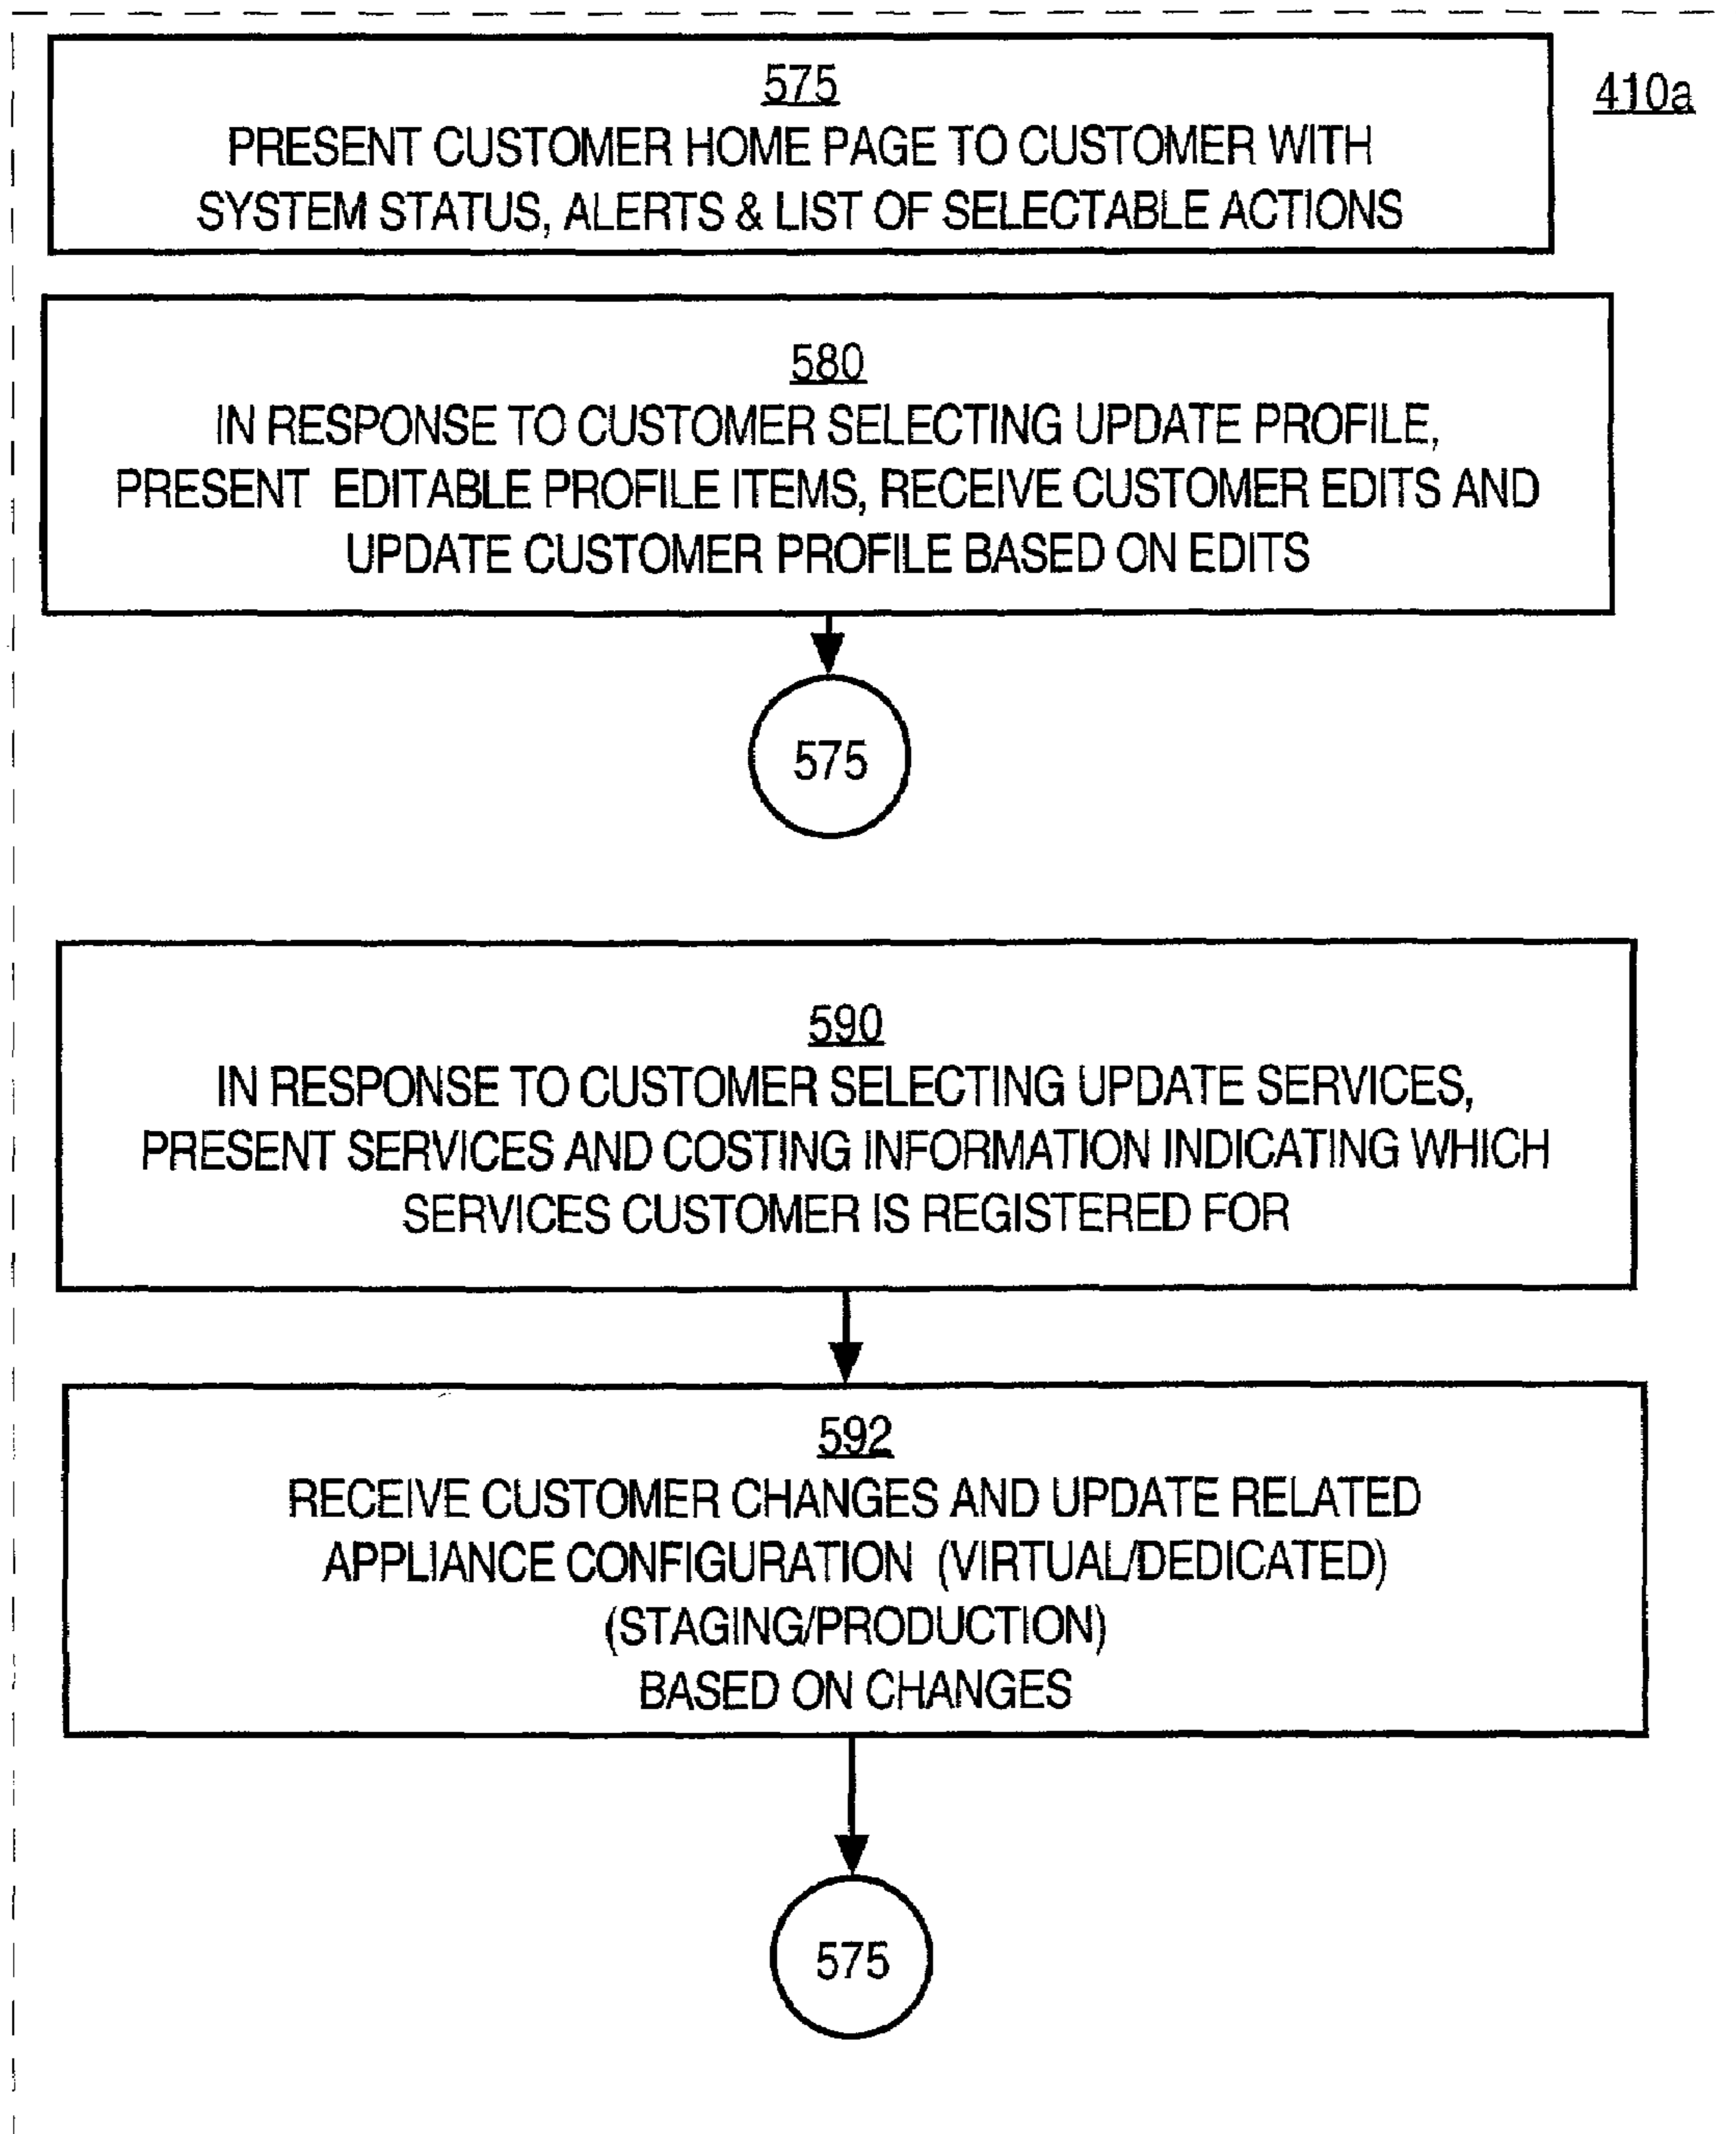 575
410a
PRESENT CUSTOMER HOME PAGE TO CUSTOMER WITH
SYSTEM STATUS, ALERTS & LIST OF SELECTABLE ACTIONS
580
IN RESPONSE TO CUSTOMER SELECTING UPDATE PROFILE,
PRESENT EDITABLE PROFILE ITEMS, RECEIVE CUSTOMER EDITS AND
UPDATE CUSTOMER PROFILE BASED ON EDITS
575
590
IN RESPONSE TO CUSTOMER SELECTING UPDATE SERVICES,
PRESENT SERVICES AND COSTING INFORMATION INDICATING WHICH
SERVICES CUSTOMER IS REGISTERED FOR
592
RECEIVE CUSTOMER CHANGES AND UPDATE RELATED
APPLIANCE CONFIGURATION (VIRTUAL/DEDICATED)
(STAGING/PRODUCTION)
BASED ON CHANGES
575